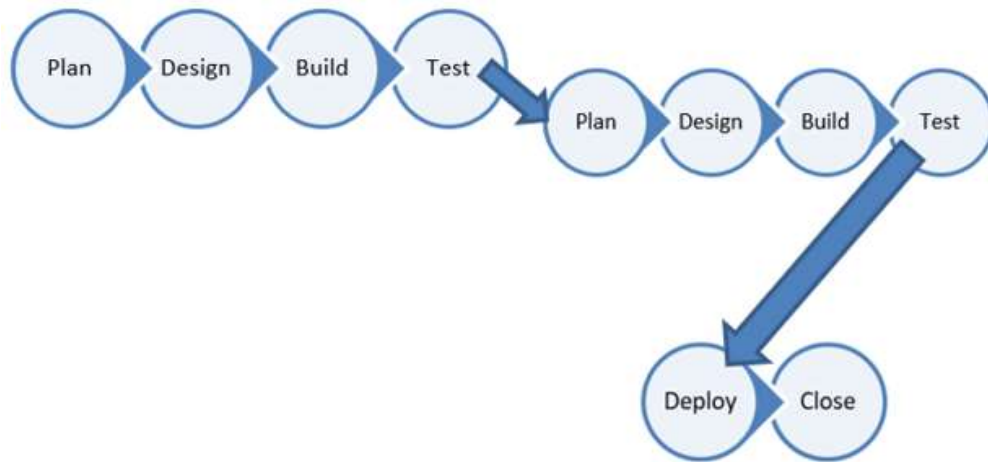 Plan
Design
Build
Test
Plan
Design
Build
Test
Deploy
Close